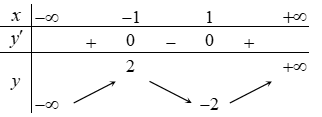 x −∞ −1 1 +∞
y′ + 0 − 0 +
2 +∞
y
−∞ −2